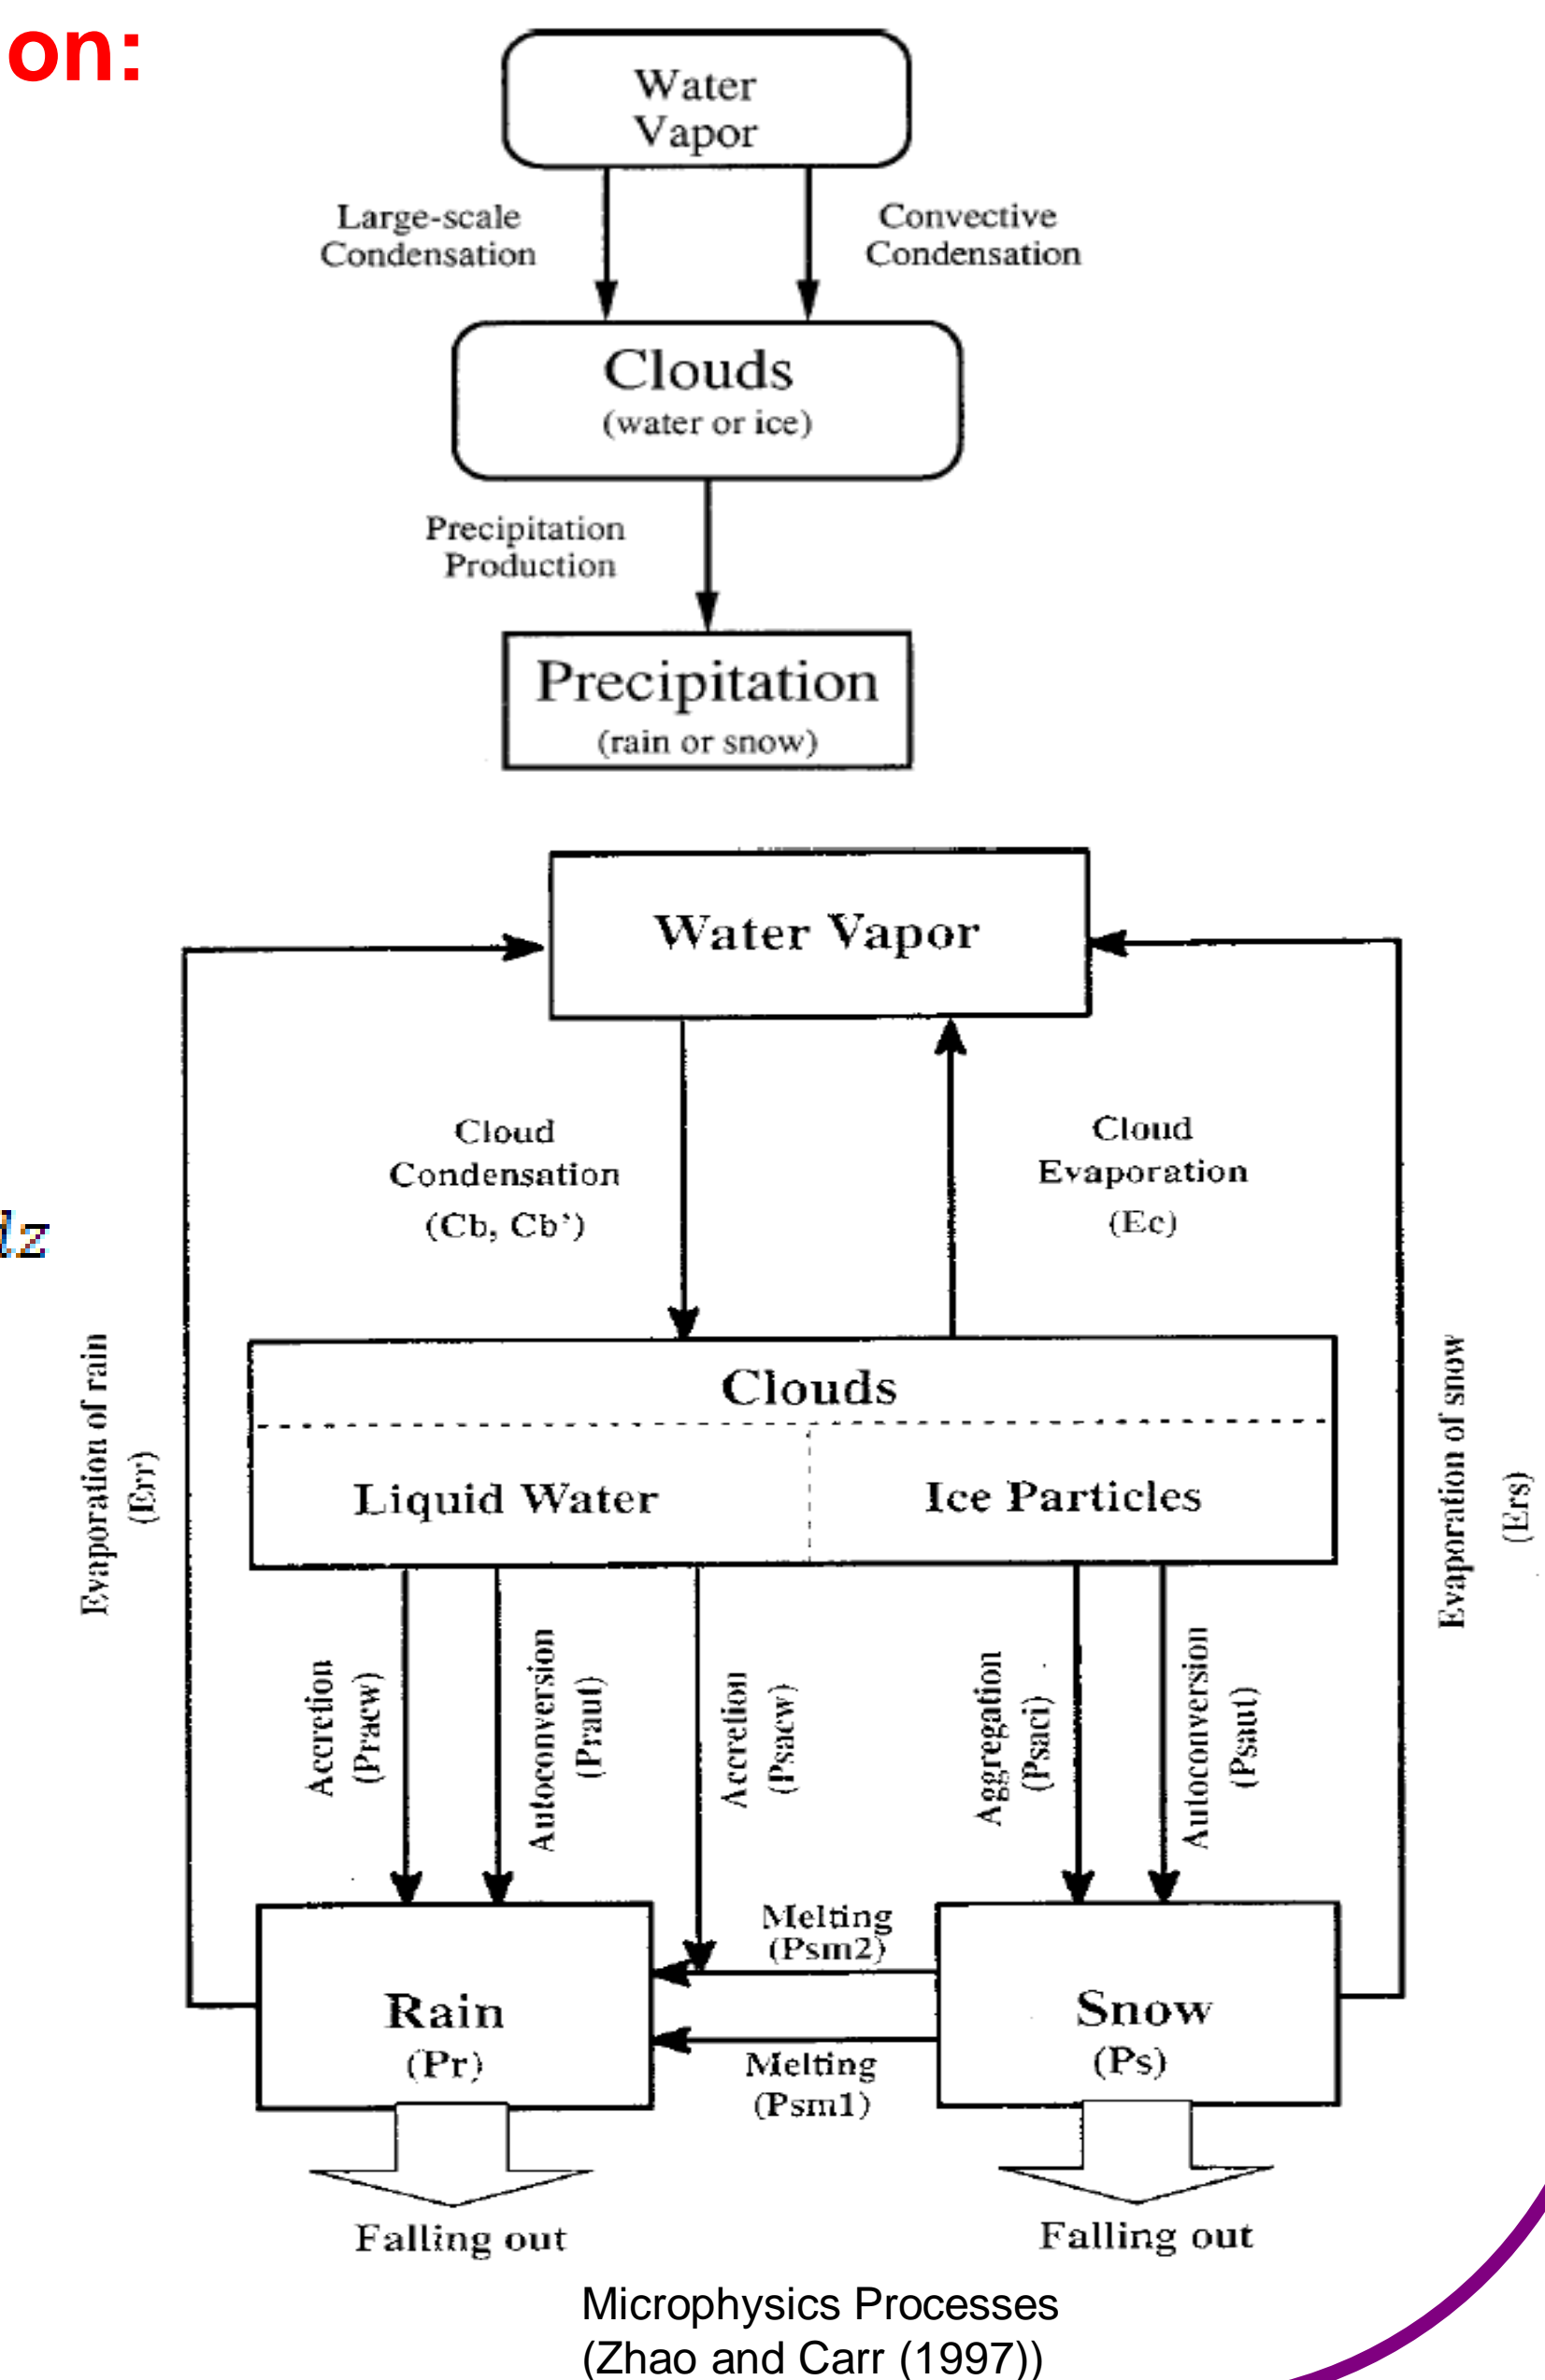 on:
Water
Vapor
Large-scale
Condensation
Convective
Condensation
Clouds
(water or ice)
Precipitation
Production
Precipitation
(rain or snow)
Water Vapor
Cloud
Condensation
(Cb, Cb')
Cloud
Evaporation
(Ec)
dz
Evaporation of rain
(Err)
Evaporation of snow
(Ers)
Clouds
Liquid Water
Ice Particles
Accretion
(Pracw)
Autoconversion
(Praut)
Accretion
(Psacw)
Aggregation
(Psaci)
Autoconversion
(Psaut)
Melting
(Psm2)
Rain
(Pr)
Snow
(Ps)
Melting
(Psm1)
Falling out
Falling out
Microphysics Processes
(Zhao and Carr (1997))